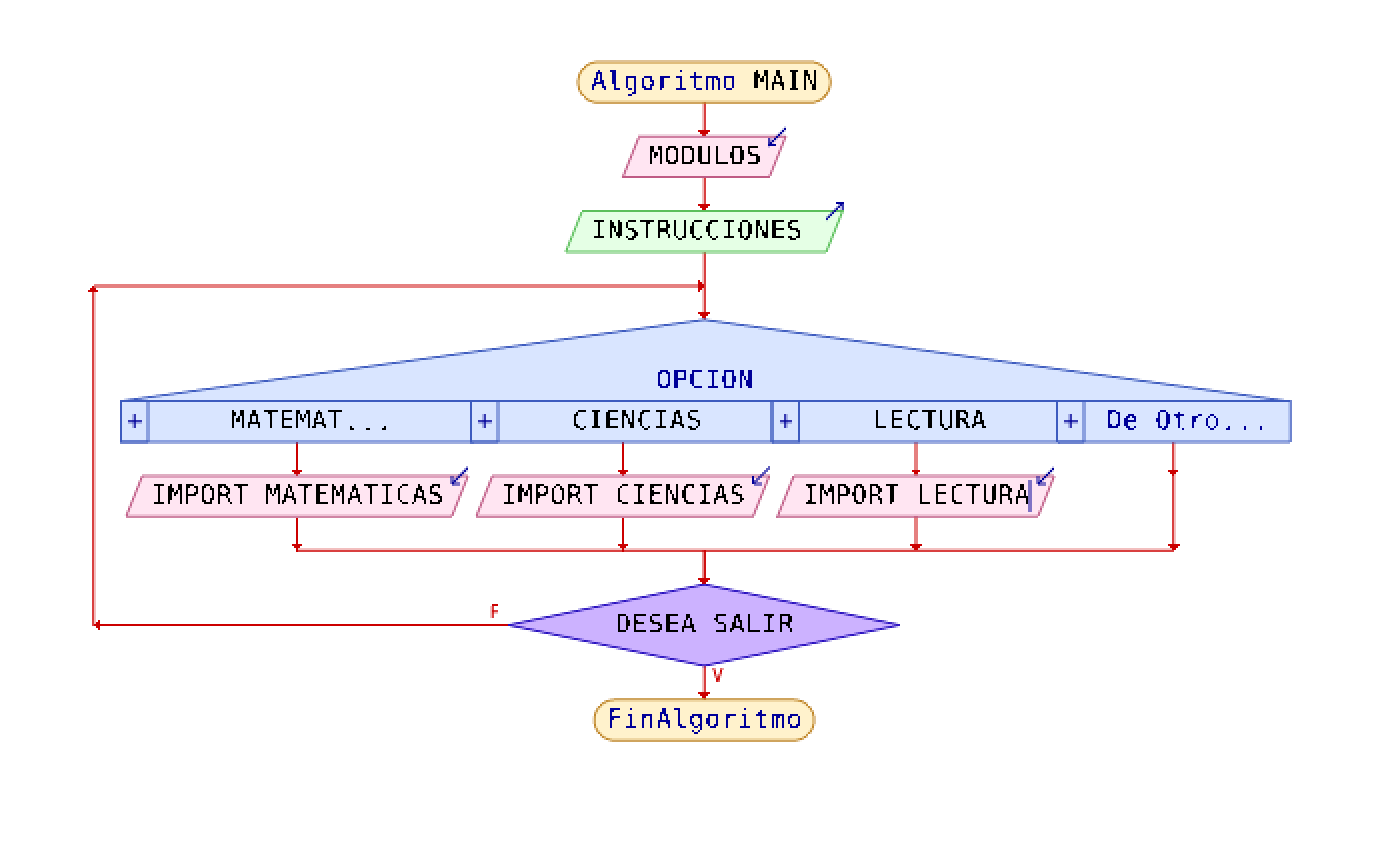 Algoritmo MAIN
MODULOS
INSTRUCCIONES
OPCION
+ MATEMAT... + CIENCIAS + LECTURA + De Otro...
IMPORT MATEMATICAS IMPORT CIENCIAS IMPORT LECTURA
F
DESEA SALIR
V
FinAlgoritmo